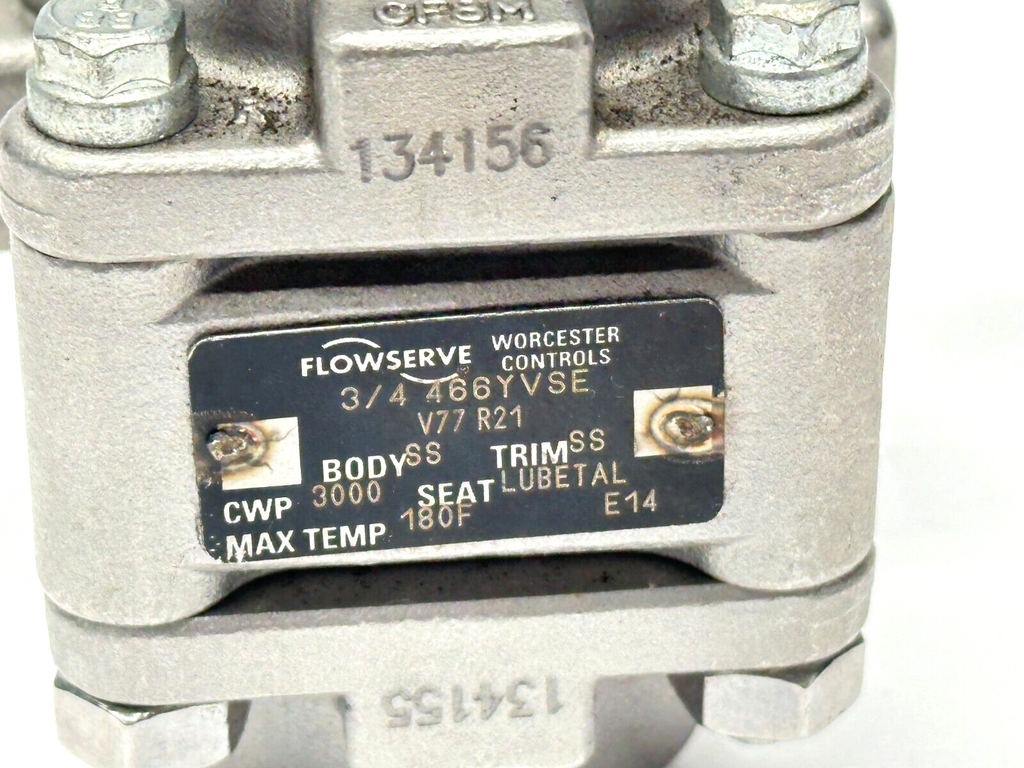 CF8M
134156
FLOWSERVE WORCESTER CONTROLS
3/4 466YVSE
V77 R21
BODY SS TRIM SS
CWP 3000 SEAT LUBETAL
MAX TEMP 180F E14
134155